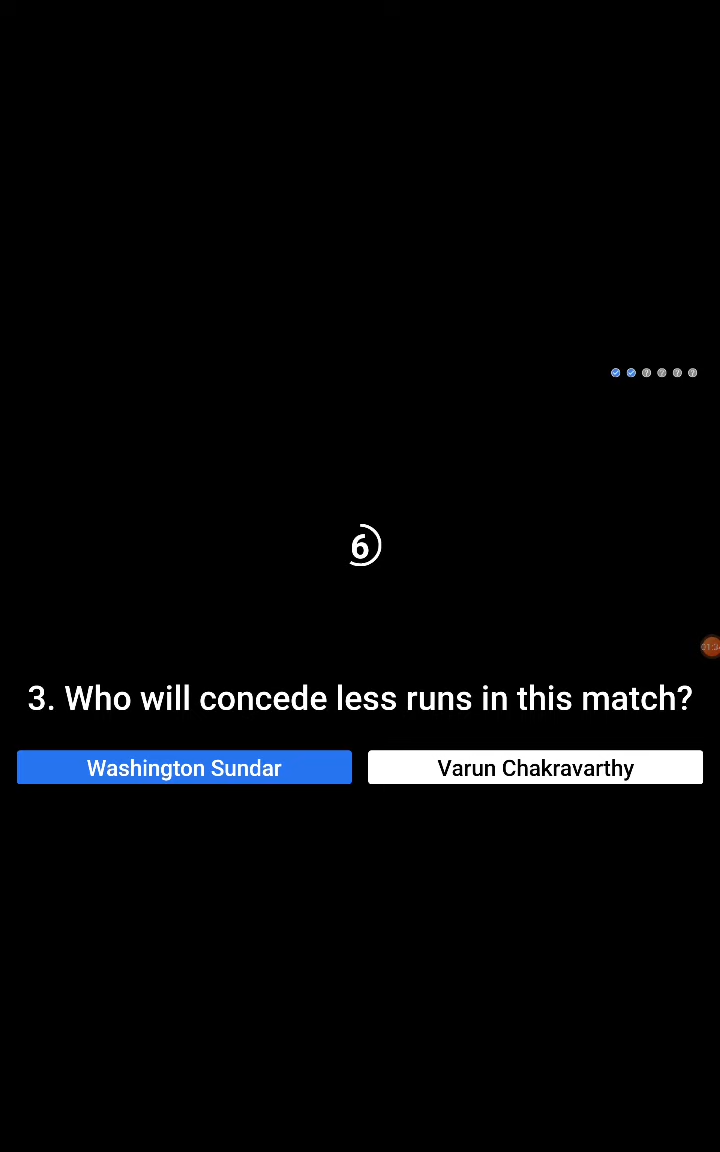 6
3. Who will concede less runs in this match?
Washington Sundar
Varun Chakravarthy